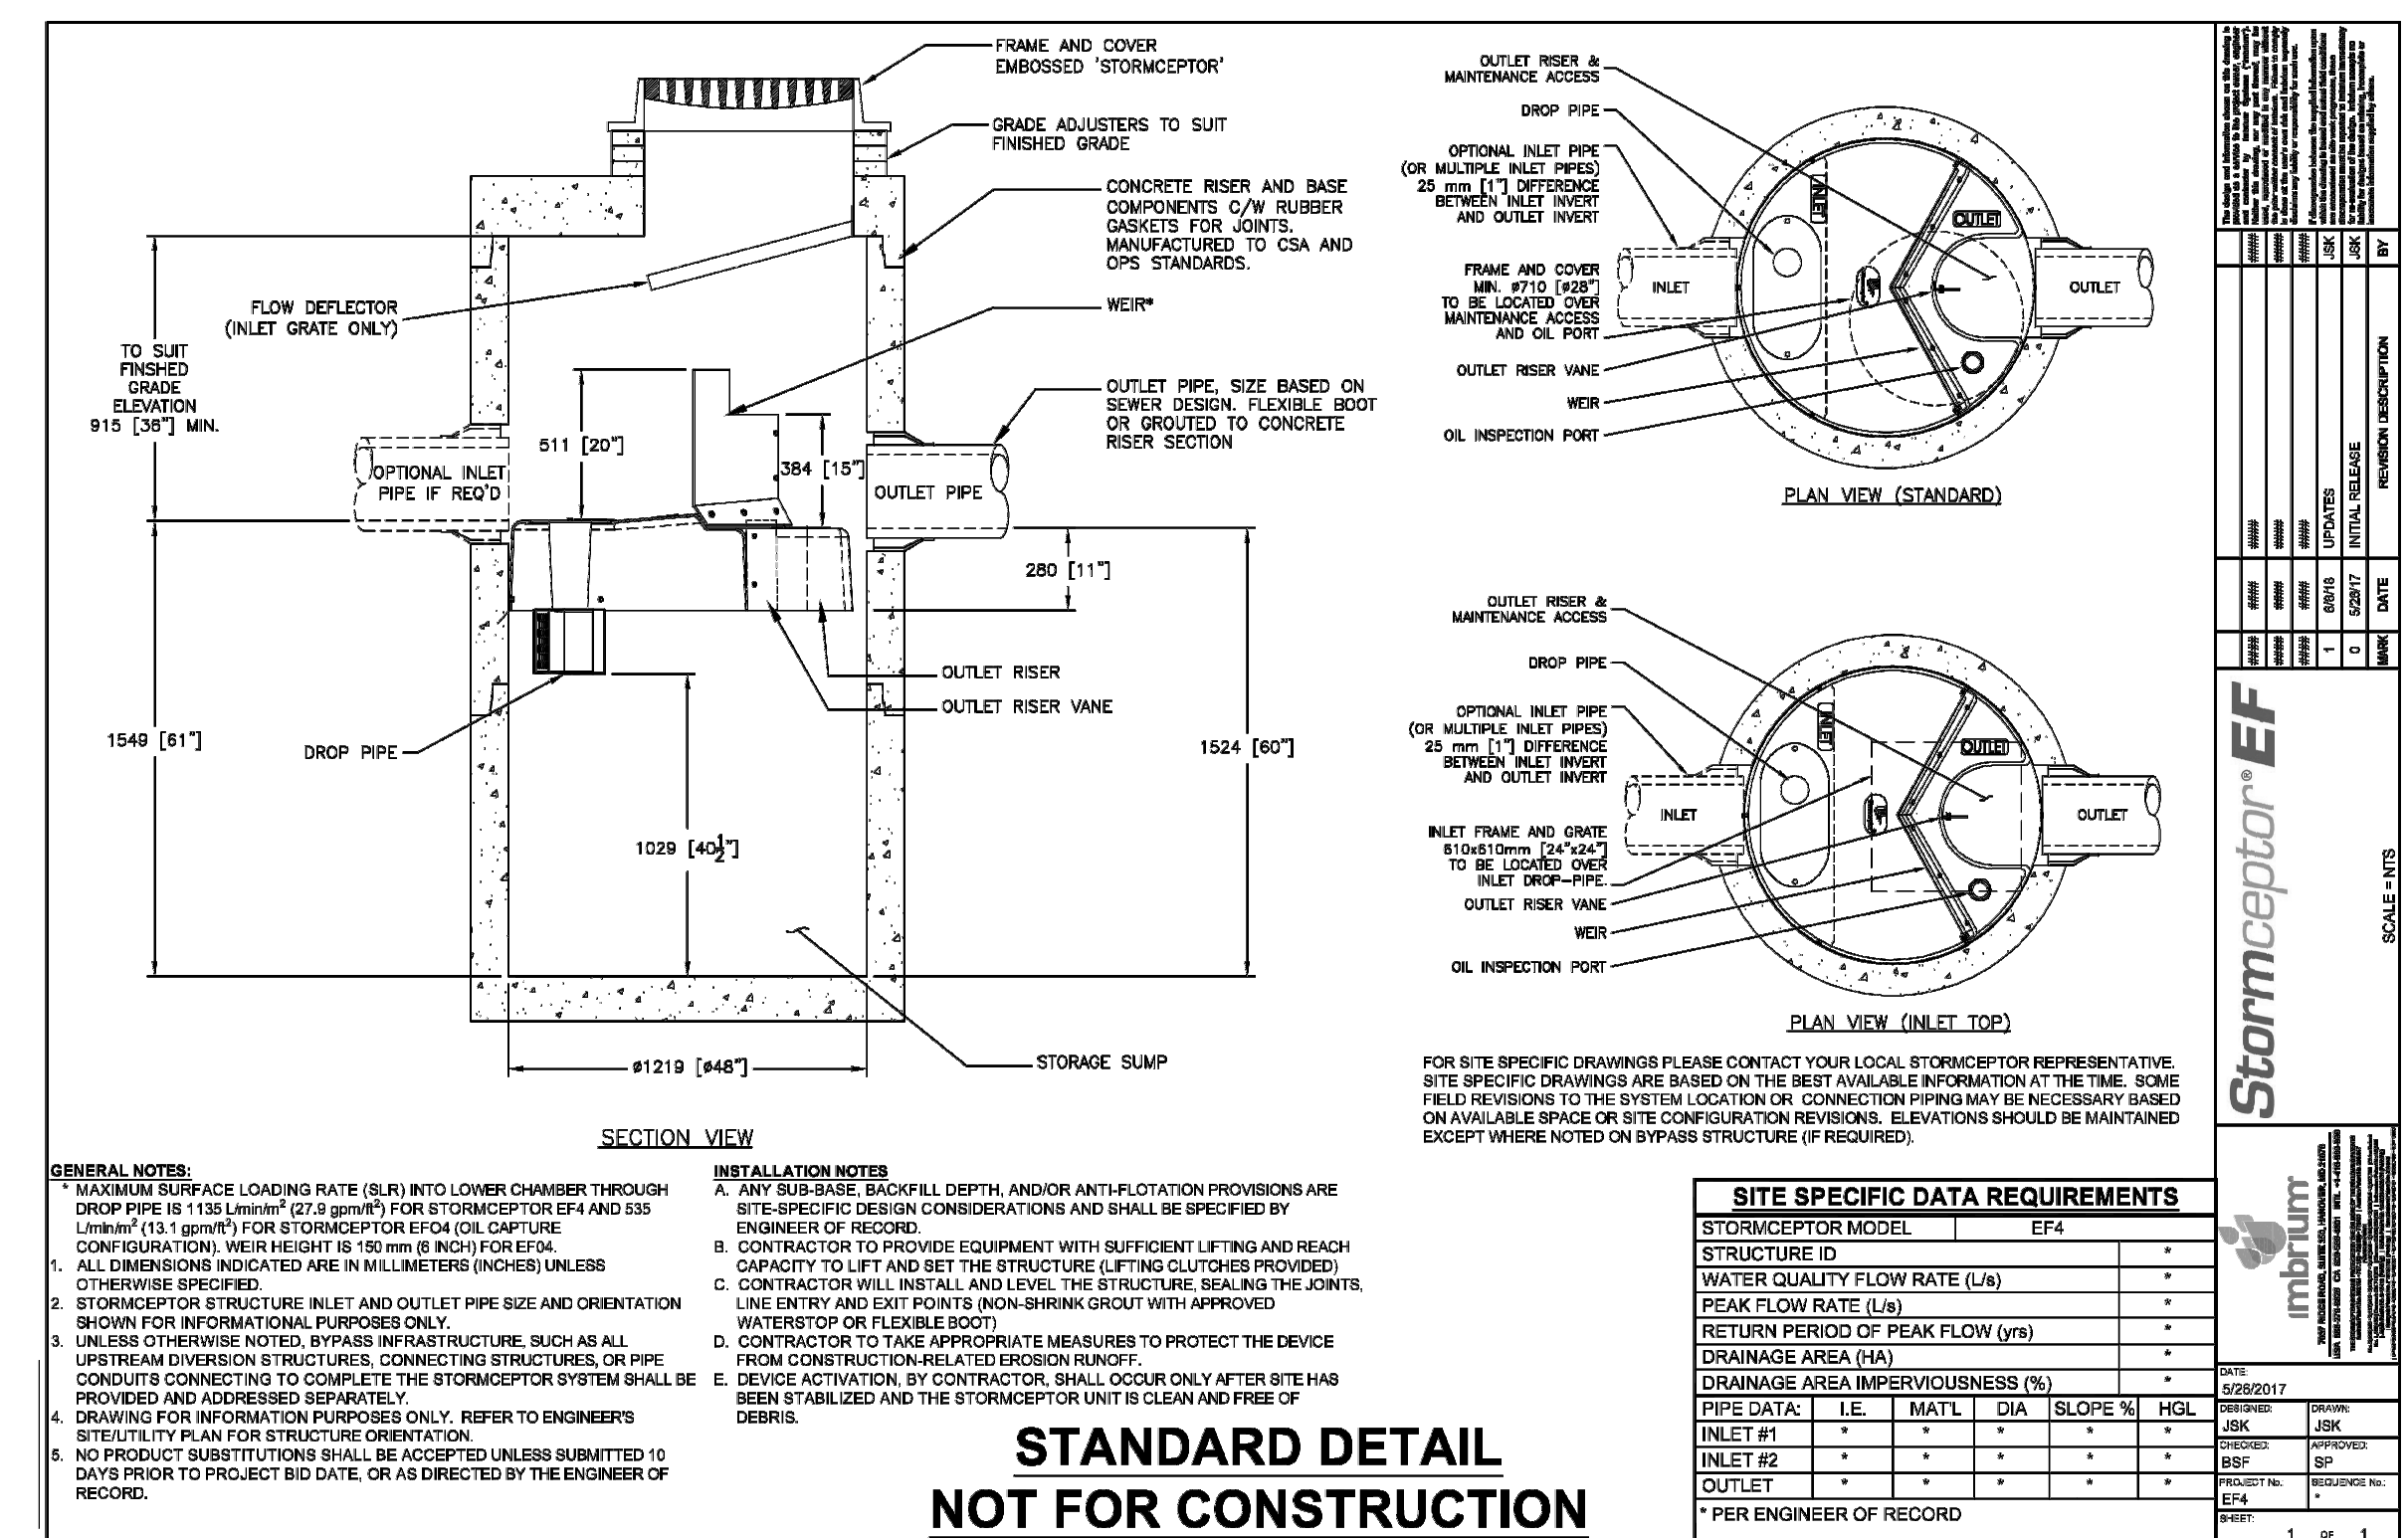 FRAME AND COVER
EMBOSSED 'STORMCEPTOR'
GRADE ADJUSTERS TO SUIT
FINISHED GRADE
CONCRETE RISER AND BASE
COMPONENTS C/W RUBBER
GASKETS FOR JOINTS.
MANUFACTURED TO CSA AND
OPS STANDARDS.
FLOW DEFLECTOR
(INLET GRATE ONLY)
WEIR*
TO SUIT
FINSHED
GRADE
ELEVATION
915 [36"] MIN.
OUTLET PIPE, SIZE BASED ON
SEWER DESIGN. FLEXIBLE BOOT
OR GROUTED TO CONCRETE
RISER SECTION
511 [20"]
384 [15"]
OPTIONAL INLET
PIPE IF REQ'D
OUTLET PIPE
280 [11"]
OUTLET RISER
OUTLET RISER VANE
1549 [61"]
DROP PIPE
1524 [60"]
1029 [40½"]
ø1219 [ø48"]
STORAGE SUMP
SECTION VIEW
OUTLET RISER &
MAINTENANCE ACCESS
DROP PIPE
OPTIONAL INLET PIPE
(OR MULTIPLE INLET PIPES)
25 mm [1"] DIFFERENCE
BETWEEN INLET INVERT
AND OUTLET INVERT
FRAME AND COVER
MIN. ø710 [ø28"]
TO BE LOCATED OVER
MAINTENANCE ACCESS
AND OIL PORT
OUTLET RISER VANE
WEIR
OIL INSPECTION PORT
INLET
INLET
OUTLET
OUTLET
PLAN VIEW (STANDARD)
OUTLET RISER &
MAINTENANCE ACCESS
DROP PIPE
OPTIONAL INLET PIPE
(OR MULTIPLE INLET PIPES)
25 mm [1"] DIFFERENCE
BETWEEN INLET INVERT
AND OUTLET INVERT
INLET FRAME AND GRATE
610x610mm [24"x24"]
TO BE LOCATED OVER
INLET DROP-PIPE.
OUTLET RISER VANE
WEIR
OIL INSPECTION PORT
INLET
INLET
OUTLET
OUTLET
PLAN VIEW (INLET TOP)
FOR SITE SPECIFIC DRAWINGS PLEASE CONTACT YOUR LOCAL STORMCEPTOR REPRESENTATIVE.
SITE SPECIFIC DRAWINGS ARE BASED ON THE BEST AVAILABLE INFORMATION AT THE TIME. SOME
FIELD REVISIONS TO THE SYSTEM LOCATION OR CONNECTION PIPING MAY BE NECESSARY BASED
ON AVAILABLE SPACE OR SITE CONFIGURATION REVISIONS. ELEVATIONS SHOULD BE MAINTAINED
EXCEPT WHERE NOTED ON BYPASS STRUCTURE (IF REQUIRED).
GENERAL NOTES:
* MAXIMUM SURFACE LOADING RATE (SLR) INTO LOWER CHAMBER THROUGH
DROP PIPE IS 1135 L/min/m² (27.9 gpm/ft²) FOR STORMCEPTOR EF4 AND 535
L/min/m² (13.1 gpm/ft²) FOR STORMCEPTOR EFO4 (OIL CAPTURE
CONFIGURATION). WEIR HEIGHT IS 150 mm (6 INCH) FOR EF04.
1. ALL DIMENSIONS INDICATED ARE IN MILLIMETERS (INCHES) UNLESS
OTHERWISE SPECIFIED.
2. STORMCEPTOR STRUCTURE INLET AND OUTLET PIPE SIZE AND ORIENTATION
SHOWN FOR INFORMATIONAL PURPOSES ONLY.
3. UNLESS OTHERWISE NOTED, BYPASS INFRASTRUCTURE, SUCH AS ALL
UPSTREAM DIVERSION STRUCTURES, CONNECTING STRUCTURES, OR PIPE
CONDUITS CONNECTING TO COMPLETE THE STORMCEPTOR SYSTEM SHALL BE
PROVIDED AND ADDRESSED SEPARATELY.
4. DRAWING FOR INFORMATION PURPOSES ONLY. REFER TO ENGINEER'S
SITE/UTILITY PLAN FOR STRUCTURE ORIENTATION.
5. NO PRODUCT SUBSTITUTIONS SHALL BE ACCEPTED UNLESS SUBMITTED 10
DAYS PRIOR TO PROJECT BID DATE, OR AS DIRECTED BY THE ENGINEER OF
RECORD.
INSTALLATION NOTES
A. ANY SUB-BASE, BACKFILL DEPTH, AND/OR ANTI-FLOTATION PROVISIONS ARE
SITE-SPECIFIC DESIGN CONSIDERATIONS AND SHALL BE SPECIFIED BY
ENGINEER OF RECORD.
B. CONTRACTOR TO PROVIDE EQUIPMENT WITH SUFFICIENT LIFTING AND REACH
CAPACITY TO LIFT AND SET THE STRUCTURE (LIFTING CLUTCHES PROVIDED)
C. CONTRACTOR WILL INSTALL AND LEVEL THE STRUCTURE, SEALING THE JOINTS,
LINE ENTRY AND EXIT POINTS (NON-SHRINK GROUT WITH APPROVED
WATERSTOP OR FLEXIBLE BOOT)
D. CONTRACTOR TO TAKE APPROPRIATE MEASURES TO PROTECT THE DEVICE
FROM CONSTRUCTION-RELATED EROSION RUNOFF.
E. DEVICE ACTIVATION, BY CONTRACTOR, SHALL OCCUR ONLY AFTER SITE HAS
BEEN STABILIZED AND THE STORMCEPTOR UNIT IS CLEAN AND FREE OF
DEBRIS.
STANDARD DETAIL
NOT FOR CONSTRUCTION
SITE SPECIFIC DATA REQUIREMENTS
STORMCEPTOR MODEL EF4
STRUCTURE ID *
WATER QUALITY FLOW RATE (L/s) *
PEAK FLOW RATE (L/s) *
RETURN PERIOD OF PEAK FLOW (yrs) *
DRAINAGE AREA (HA) *
DRAINAGE AREA IMPERVIOUSNESS (%) *
PIPE DATA: I.E. MAT'L DIA SLOPE % HGL
INLET #1 * * * * *
INLET #2 * * * * *
OUTLET * * * * *
* PER ENGINEER OF RECORD
MARK DATE REVISION DESCRIPTION BY
0 5/26/17 INITIAL RELEASE JSK
1 6/8/18 UPDATES JSK
#### #### #### ####
#### #### #### ####
#### #### #### ####
Stormceptor® EF
SCALE = NTS
imbrium
DATE:
5/26/2017
DESIGNED: DRAWN:
JSK JSK
CHECKED: APPROVED:
BSF SP
PROJECT No.: SEQUENCE No.:
EF4 *
SHEET:
1 OF 1